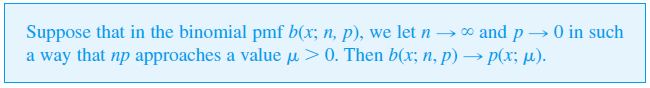 Suppose that in the binomial pmf b(x; n, p), we let n → ∞ and p → 0 in such
a way that np approaches a value μ > 0. Then b(x; n, p) → p(x; μ).